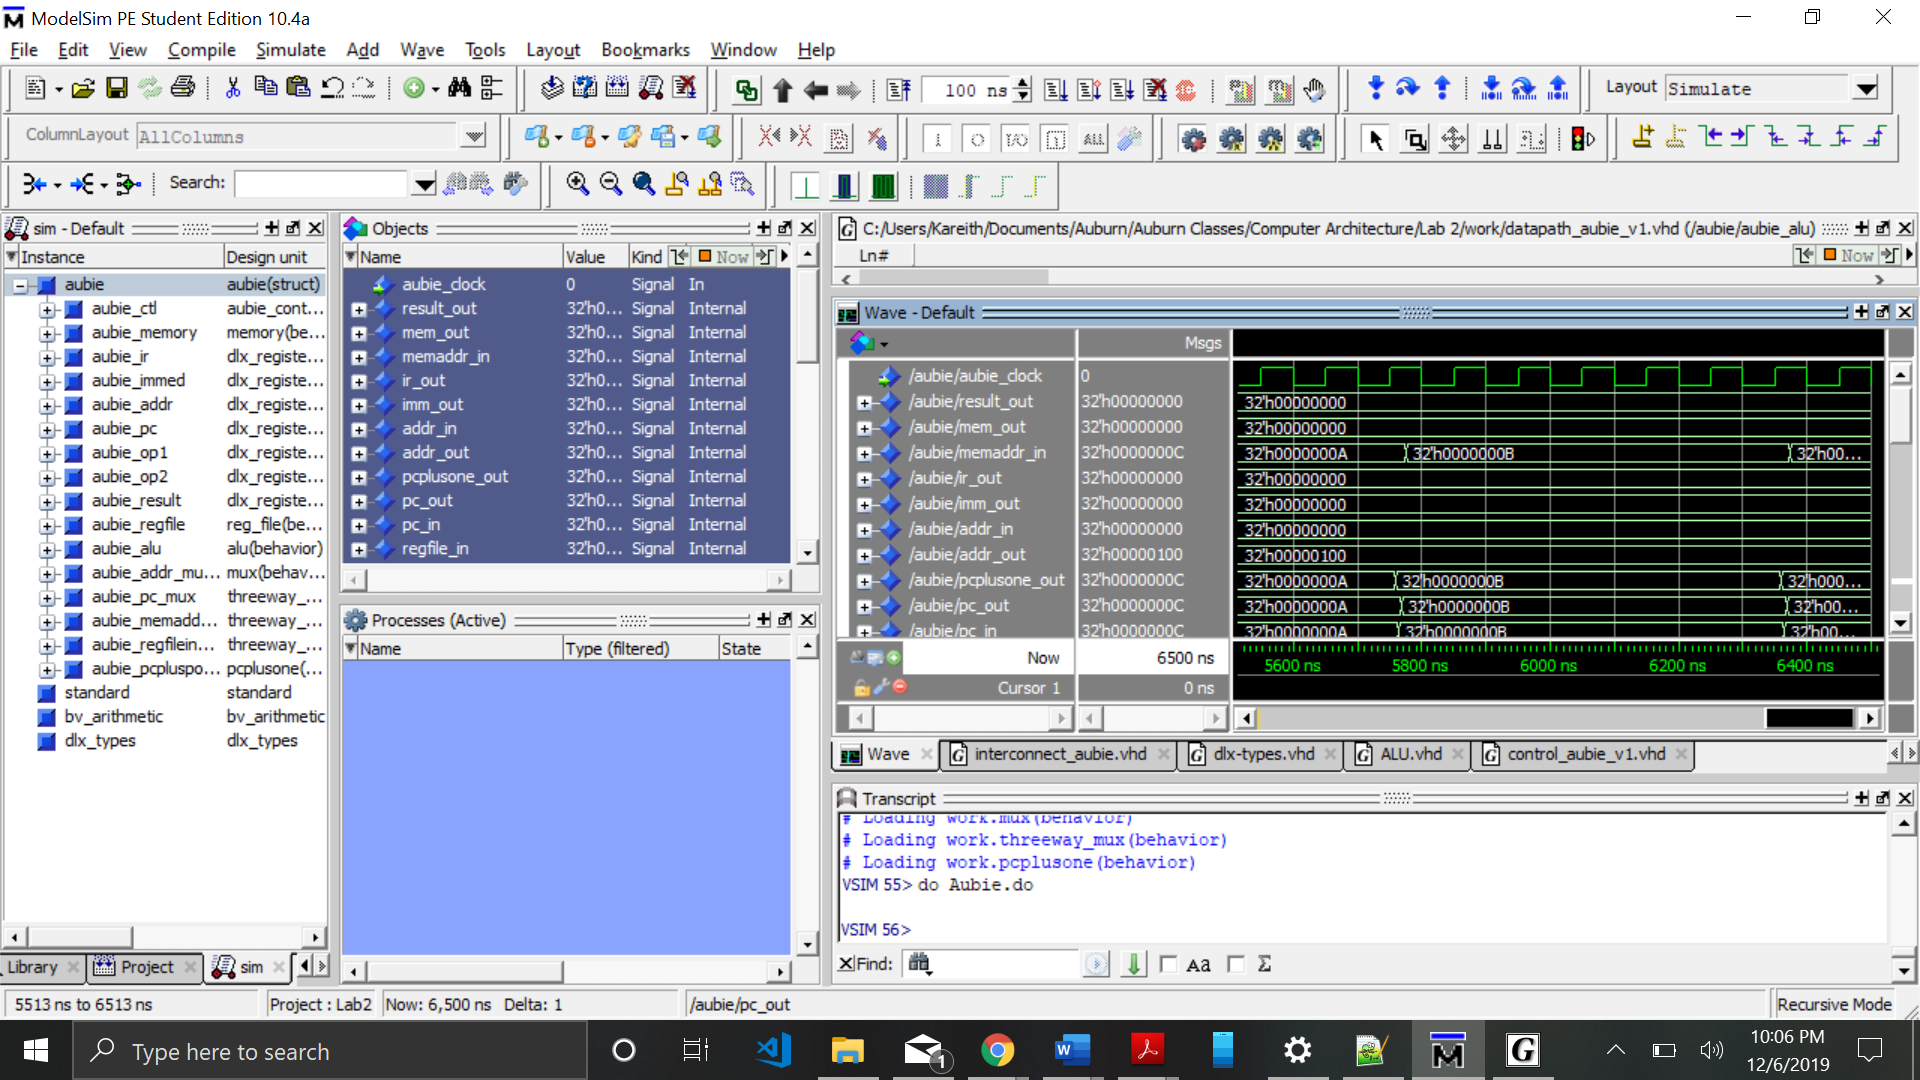 ModelSim PE Student Edition 10.4a
File Edit View Compile Simulate Add Wave Tools Layout Bookmarks Window Help
100 ns
Layout Simulate
ColumnLayout AllColumns
Search:
sim - Default
Instance Design unit
aubie aubie(struct)
aubie_ctl aubie_cont...
aubie_memory memory(be...
aubie_ir dlx_registe...
aubie_immed dlx_registe...
aubie_addr dlx_registe...
aubie_pc dlx_registe...
aubie_op1 dlx_registe...
aubie_op2 dlx_registe...
aubie_result dlx_registe...
aubie_regfile reg_file(be...
aubie_alu alu(behavior)
aubie_addr_mu... mux(behav...
aubie_pc_mux threeway_...
aubie_memadd... threeway_...
aubie_regfilein... threeway_...
aubie_pcpluspo... pcplusone(...
standard standard
bv_arithmetic bv_arithmetic
dlx_types dlx_types
Library Project sim
Objects
Name Value Kind Now
aubie_clock 0 Signal In
result_out 32'h0... Signal Internal
mem_out 32'h0... Signal Internal
memaddr_in 32'h0... Signal Internal
ir_out 32'h0... Signal Internal
imm_out 32'h0... Signal Internal
addr_in 32'h0... Signal Internal
addr_out 32'h0... Signal Internal
pcplusone_out 32'h0... Signal Internal
pc_out 32'h0... Signal Internal
pc_in 32'h0... Signal Internal
regfile_in 32'h0... Signal Internal
Processes (Active)
Name Type (filtered) State
C:/Users/Kareith/Documents/Auburn/Auburn Classes/Computer Architecture/Lab 2/work/datapath_aubie_v1.vhd (/aubie/aubie_alu)
Ln# Now
Wave - Default
Msgs
/aubie/aubie_clock 0
/aubie/result_out 32'h00000000 32'h00000000
/aubie/mem_out 32'h00000000 32'h00000000
/aubie/memaddr_in 32'h0000000C 32'h0000000A 32'h0000000B 32'h00...
/aubie/ir_out 32'h00000000 32'h00000000
/aubie/imm_out 32'h00000000 32'h00000000
/aubie/addr_in 32'h00000000 32'h00000000
/aubie/addr_out 32'h00000100 32'h00000100
/aubie/pcplusone_out 32'h0000000C 32'h0000000A 32'h0000000B 32'h000...
/aubie/pc_out 32'h0000000C 32'h0000000A 32'h0000000B 32'h00...
/aubie/pc_in 32'h0000000C 32'h0000000A 32'h0000000B 32'h00...
Now 6500 ns 5600 ns 5800 ns 6000 ns 6200 ns 6400 ns
Cursor 1 0 ns
Wave interconnect_aubie.vhd dlx-types.vhd ALU.vhd control_aubie_v1.vhd
Transcript
# Loading work.mux(behavior)
# Loading work.threeway_mux(behavior)
# Loading work.pcplusone(behavior)
VSIM 55> do Aubie.do
VSIM 56>
Find: Aa Σ
5513 ns to 6513 ns Project : Lab2 Now: 6,500 ns Delta: 1 /aubie/pc_out Recursive Mode
Type here to search
1
10:06 PM
12/6/2019